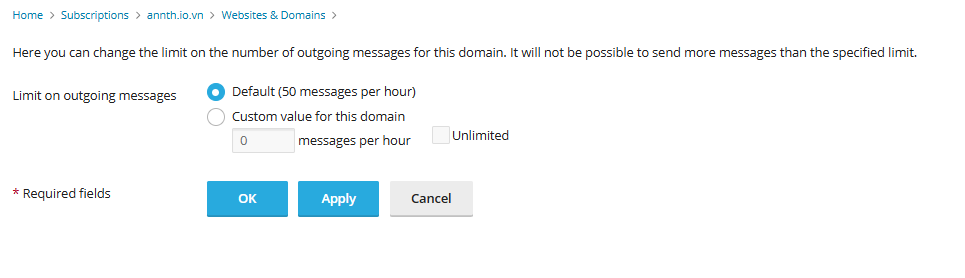 Home > Subscriptions > annth.io.vn > Websites & Domains >
Here you can change the limit on the number of outgoing messages for this domain. It will not be possible to send more messages than the specified limit.
Limit on outgoing messages
Default (50 messages per hour)
Custom value for this domain
0 messages per hour Unlimited
* Required fields
OK Apply Cancel